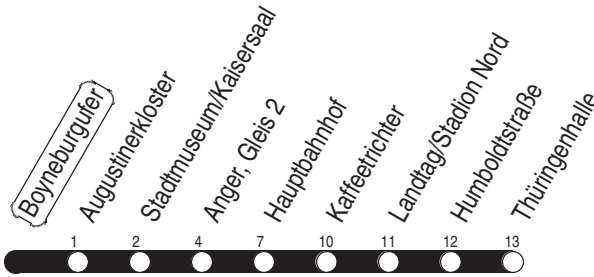 Boyneburgufer
Augustinerkloster
Stadtmuseum/Kaisersaal
Anger, Gleis 2
Hauptbahnhof
Kaffeetrichter
Landtag/Stadion Nord
Humboldtstraße
Thüringenhalle
1 2 4 7 10 11 12 13